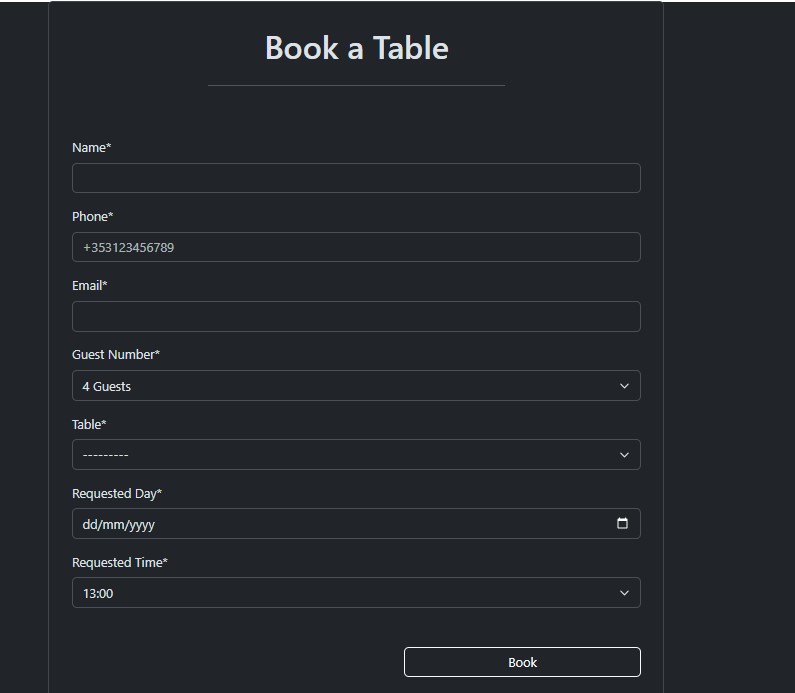 Book a Table
Name*
Phone*
+353123456789
Email*
Guest Number*
4 Guests
Table*
---------
Requested Day*
dd/mm/yyyy
Requested Time*
13:00
Book